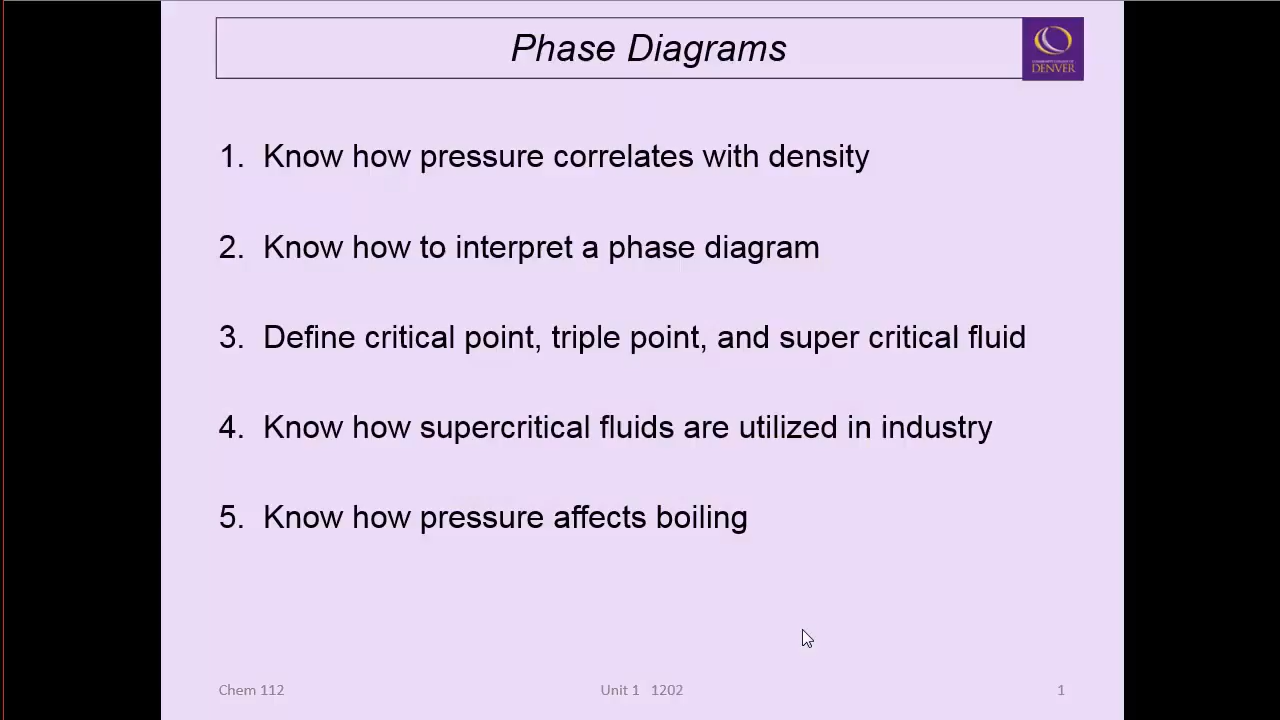 Phase Diagrams
DENVER
1. Know how pressure correlates with density
2. Know how to interpret a phase diagram
3. Define critical point, triple point, and super critical fluid
4. Know how supercritical fluids are utilized in industry
5. Know how pressure affects boiling
Chem 112
Unit 1 1202
1